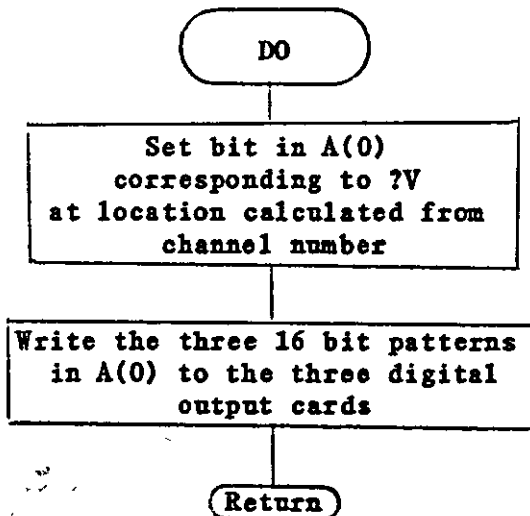 DO
Set bit in A(0)
corresponding to ?V
at location calculated from
channel number
Write the three 16 bit patterns
in A(0) to the three digital
output cards
Return